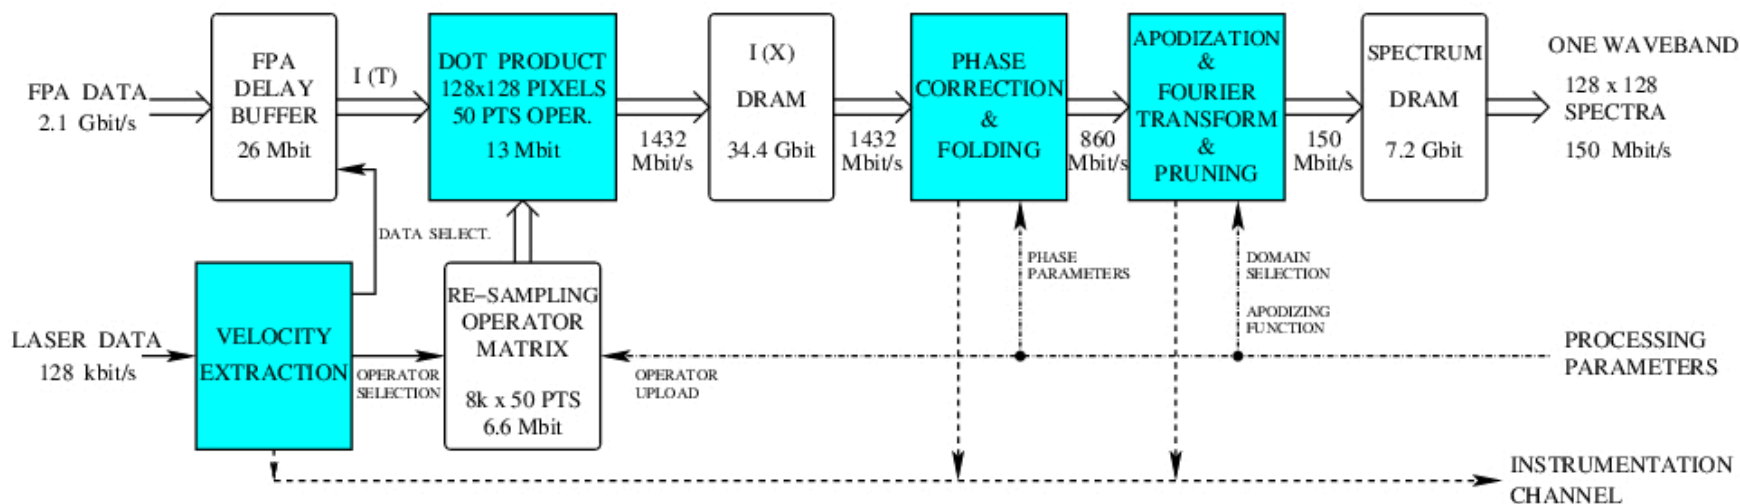 FPA DATA
2.1 Gbit/s
FPA
DELAY
BUFFER
26 Mbit
I (T)
DOT PRODUCT
128x128 PIXELS
50 PTS OPER.
13 Mbit
1432
Mbit/s
I (X)
DRAM
34.4 Gbit
1432
Mbit/s
PHASE
CORRECTION
&
FOLDING
860
Mbit/s
APODIZATION
&
FOURIER
TRANSFORM
&
PRUNING
150
Mbit/s
SPECTRUM
DRAM
7.2 Gbit
ONE WAVEBAND
128 x 128
SPECTRA
150 Mbit/s
DATA SELECT.
LASER DATA
128 kbit/s
VELOCITY
EXTRACTION
OPERATOR
SELECTION
RE-SAMPLING
OPERATOR
MATRIX
8k x 50 PTS
6.6 Mbit
OPERATOR
UPLOAD
PHASE
PARAMETERS
DOMAIN
SELECTION
APODIZING
FUNCTION
PROCESSING
PARAMETERS
INSTRUMENTATION
CHANNEL